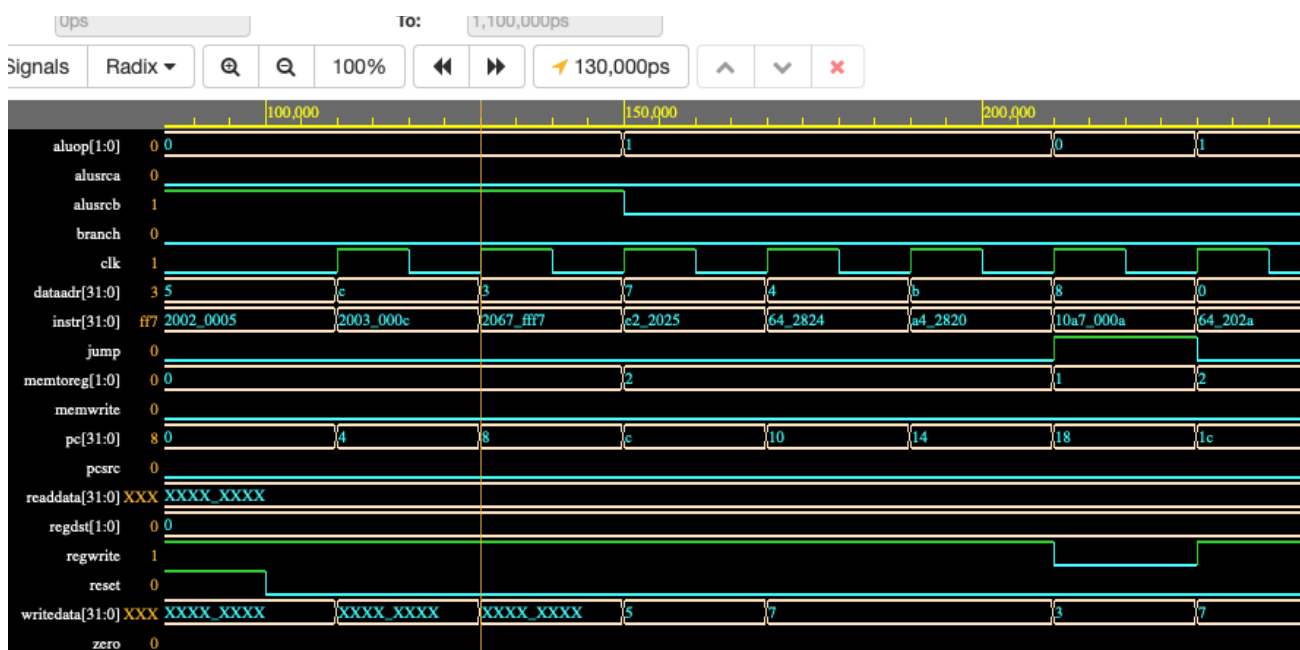 0ps To: 1,100,000ps
Signals Radix 100% 130,000ps
100,000 150,000 200,000
aluop[1:0] 0 0 1 0 1
alusrca 0
alusrcb 1
branch 0
clk 1
dataadr[31:0] 3 5 c 3 7 4 b 8 0
instr[31:0] ff7 2002_0005 2003_000c 2067_fff7 e2_2025 64_2824 a4_2820 10a7_000a 64_202a
jump 0
memtoreg[1:0] 0 0 2 1 2
memwrite 0
pc[31:0] 8 0 4 8 c 10 14 18 1c
pcsrc 0
readdata[31:0] XXX XXXX_XXXX
regdst[1:0] 0 0
regwrite 1
reset 0
writedata[31:0] XXX XXXX_XXXX XXXX_XXXX XXXX_XXXX 5 7 3 7
zero 0